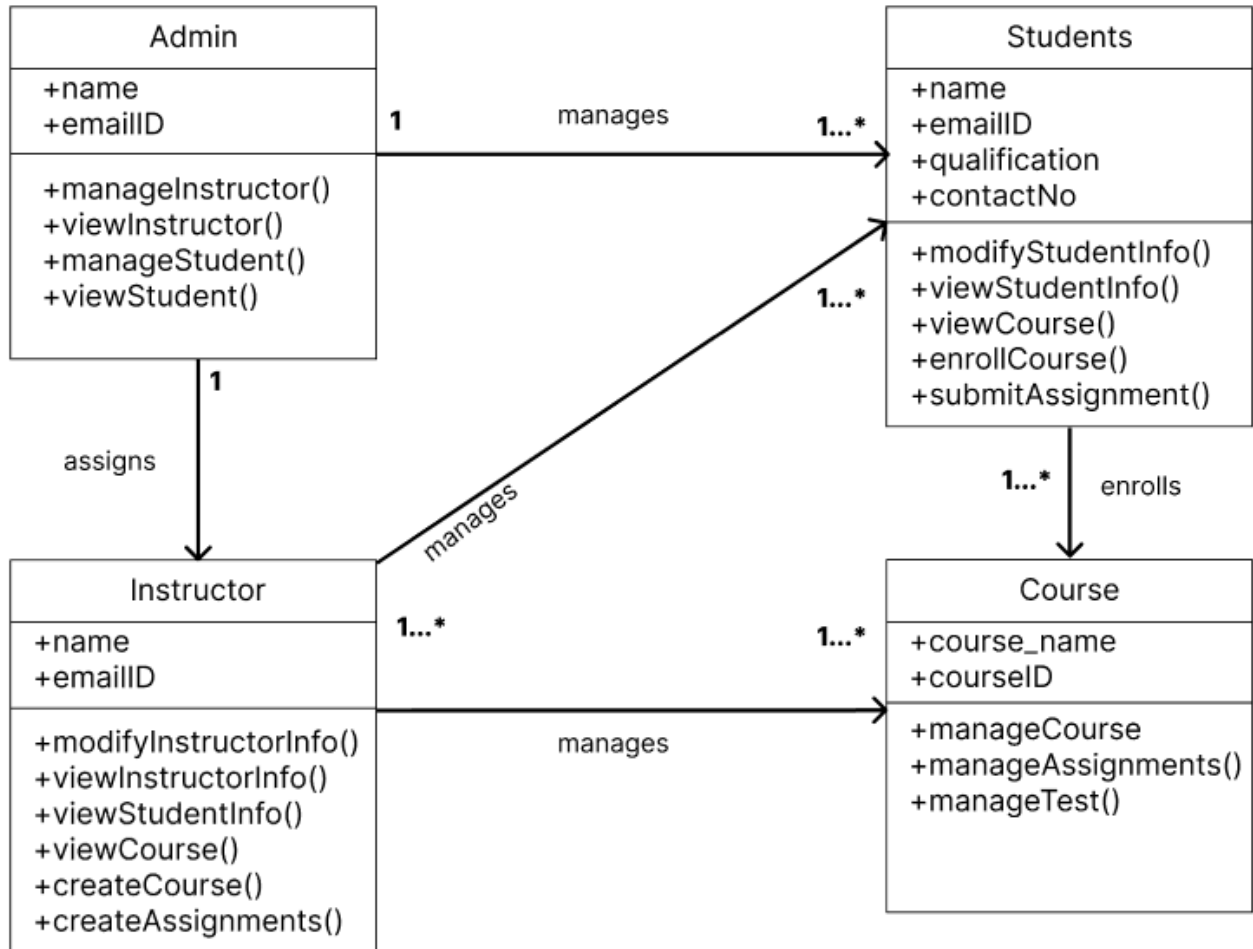 Admin
+name
+emailID
+manageInstructor()
+viewInstructor()
+manageStudent()
+viewStudent()
1
manages
1...*
Students
+name
+emailID
+qualification
+contactNo
+modifyStudentInfo()
+viewStudentInfo()
+viewCourse()
+enrollCourse()
+submitAssignment()
1
assigns
manages
1...*
1...*
enrolls
Instructor
+name
+emailID
+modifyInstructorInfo()
+viewInstructorInfo()
+viewStudentInfo()
+viewCourse()
+createCourse()
+createAssignments()
1...*
manages
1...*
Course
+course_name
+courseID
+manageCourse
+manageAssignments()
+manageTest()